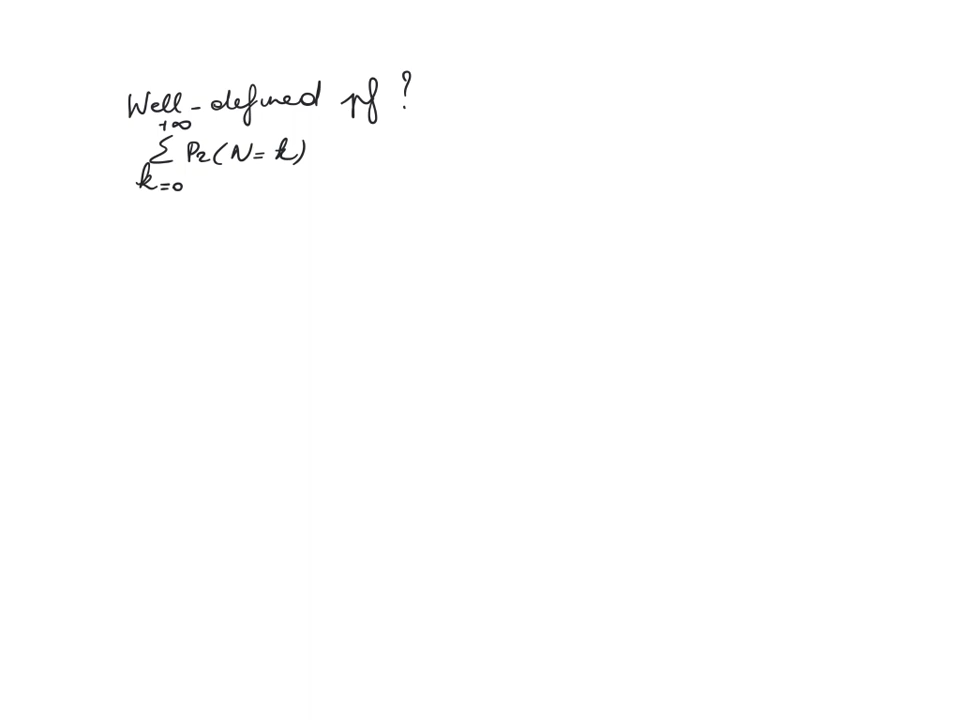 Well-defined pf ?
+∞
Σ Pr(N=k)
k=0